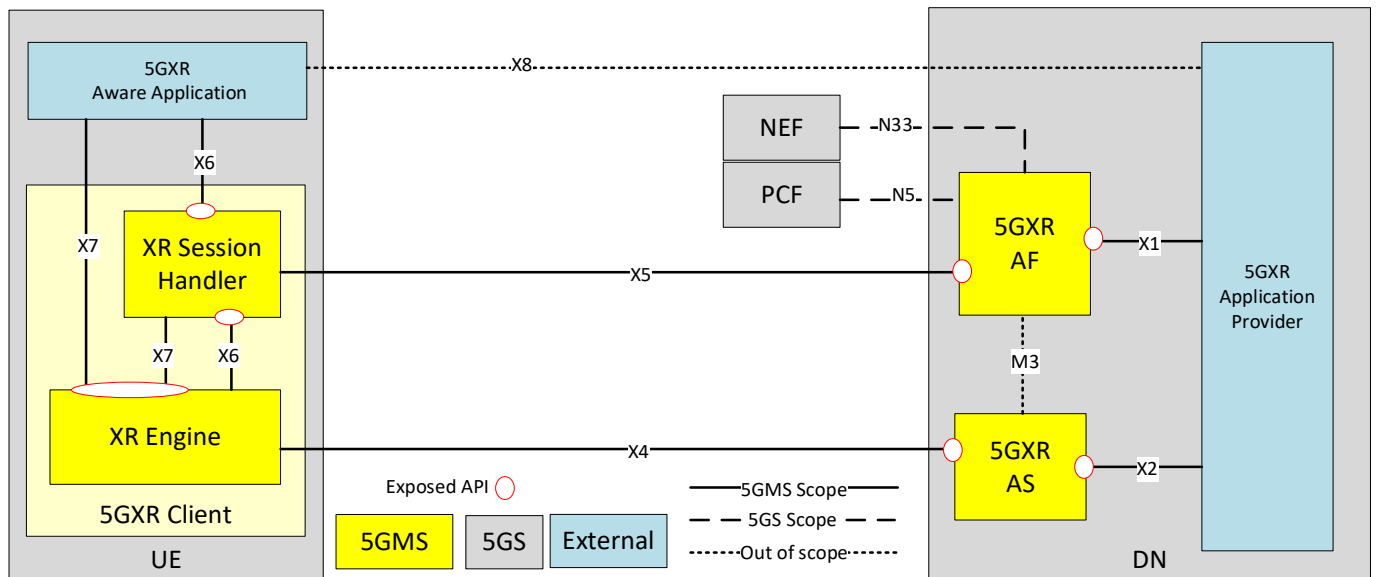 5GXR
Aware Application
X8
NEF
N33
X6
PCF
N5
5GXR
AF
X1
XR Session
Handler
X7
X5
5GXR
Application
Provider
X7
X6
M3
XR Engine
X4
5GXR
AS
X2
Exposed API
5GMS Scope
5GXR Client
5GMS
5GS
External
5GS Scope
Out of scope
UE
DN